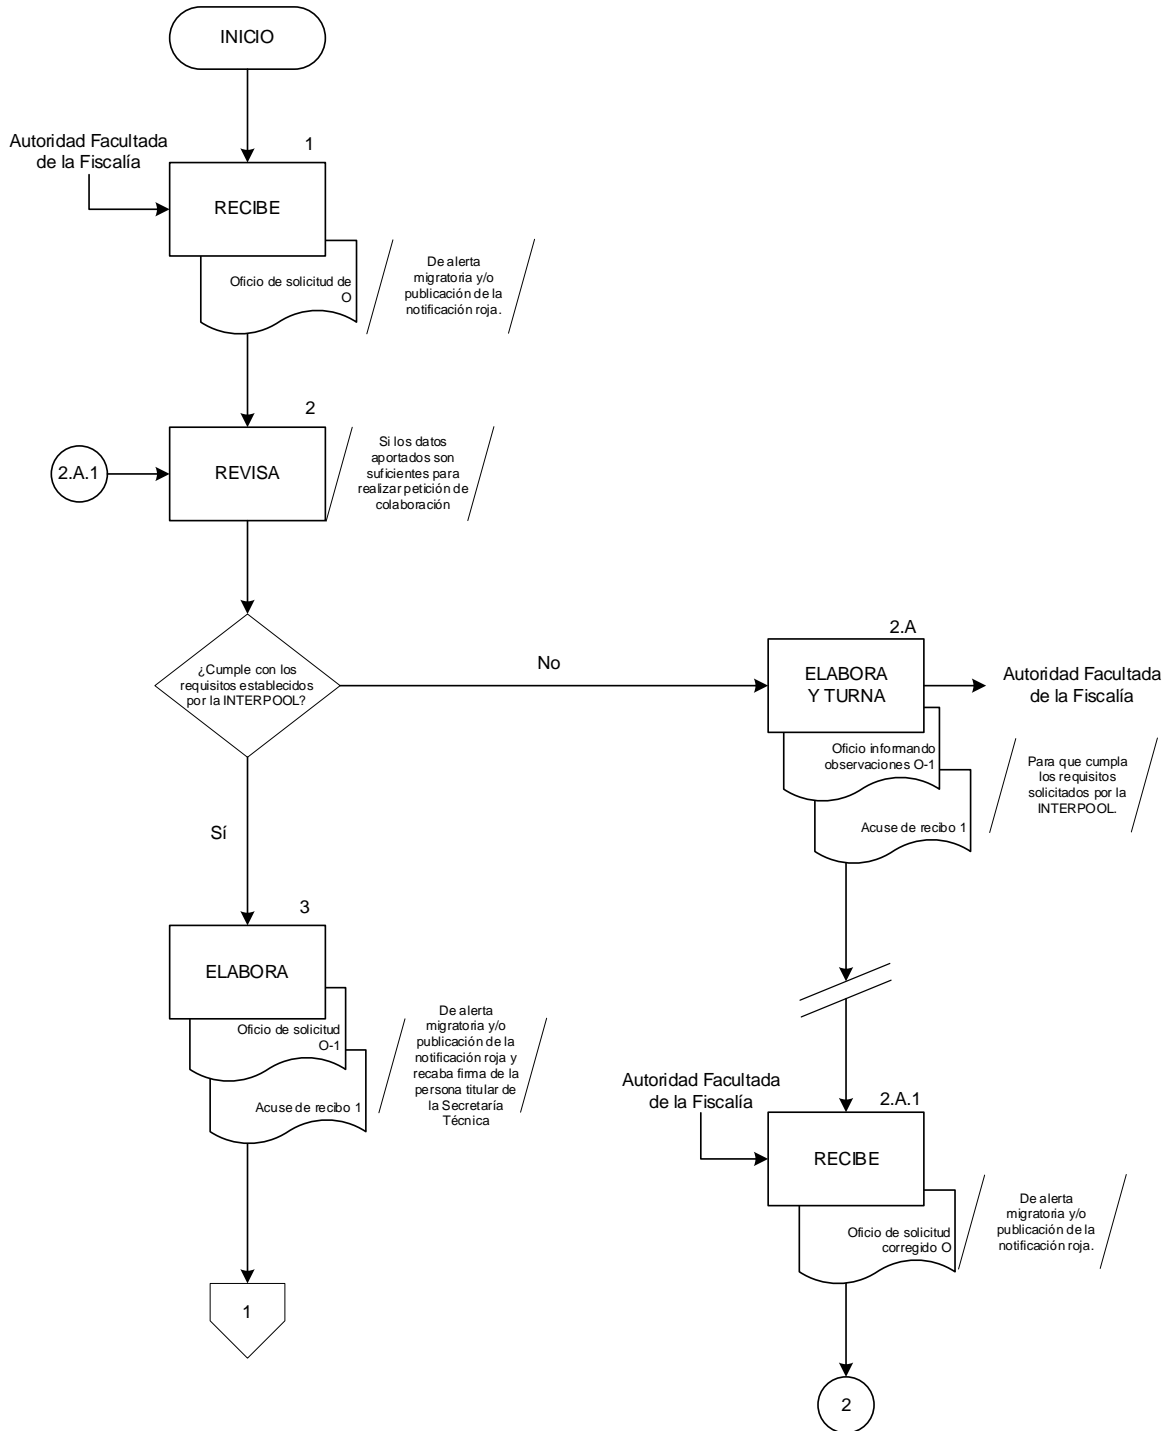 INICIO
Autoridad Facultada
de la Fiscalía
1
RECIBE
Oficio de solicitud de
O
De alerta
migratoria y/o
publicación de la
notificación roja.
2
2.A.1
REVISA
Si los datos
aportados son
suficientes para
realizar petición de
colaboración
¿Cumple con los
requisitos establecidos
por la INTERPOOL?
No
2.A
ELABORA
Y TURNA
Autoridad Facultada
de la Fiscalía
Oficio informando
observaciones O-1
Acuse de recibo 1
Para que cumpla
los requisitos
solicitados por la
INTERPOOL.
Sí
3
ELABORA
Oficio de solicitud
O-1
Acuse de recibo 1
De alerta
migratoria y/o
publicación de la
notificación roja y
recaba firma de la
persona titular de
la Secretaría
Técnica
1
Autoridad Facultada
de la Fiscalía
2.A.1
RECIBE
Oficio de solicitud
corregido O
De alerta
migratoria y/o
publicación de la
notificación roja.
2